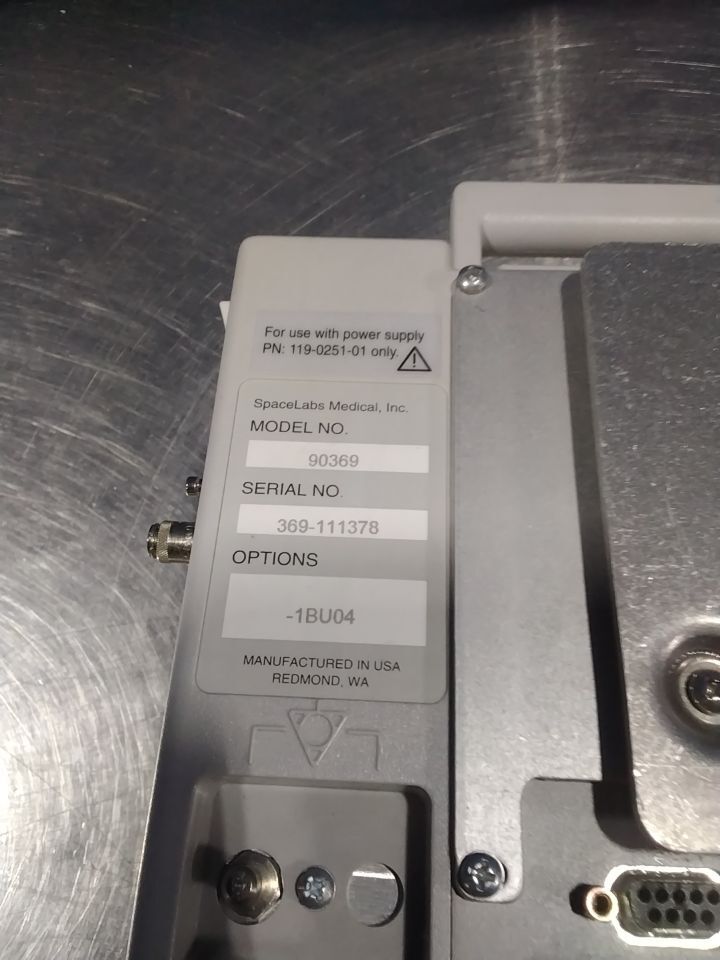 For use with power supply
PN: 119-0251-01 only.
SpaceLabs Medical, Inc.
MODEL NO.
90369
SERIAL NO.
369-111378
OPTIONS
-1BU04
MANUFACTURED IN USA
REDMOND, WA